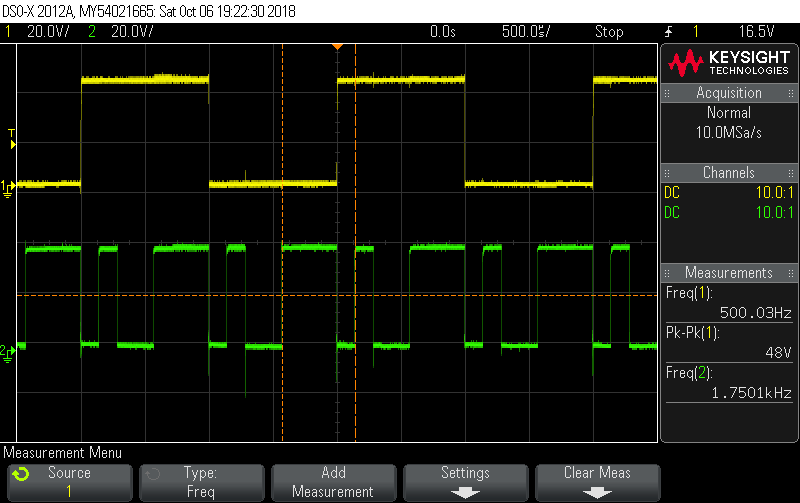 DSO-X 2012A, MY54021665: Sat Oct 06 19:22:30 2018
1 20.0V/ 2 20.0V/ 0.0s 500.0µs/ Stop 1 16.5V
KEYSIGHT
TECHNOLOGIES
Acquisition
Normal
10.0MSa/s
Channels
DC 10.0:1
DC 10.0:1
Measurements
Freq(1):
500.03Hz
Pk-Pk(1):
48V
Freq(2):
1.7501kHz
T
1
2
Measurement Menu
Source
1
Type:
Freq
Add
Measurement
Settings
Clear Meas